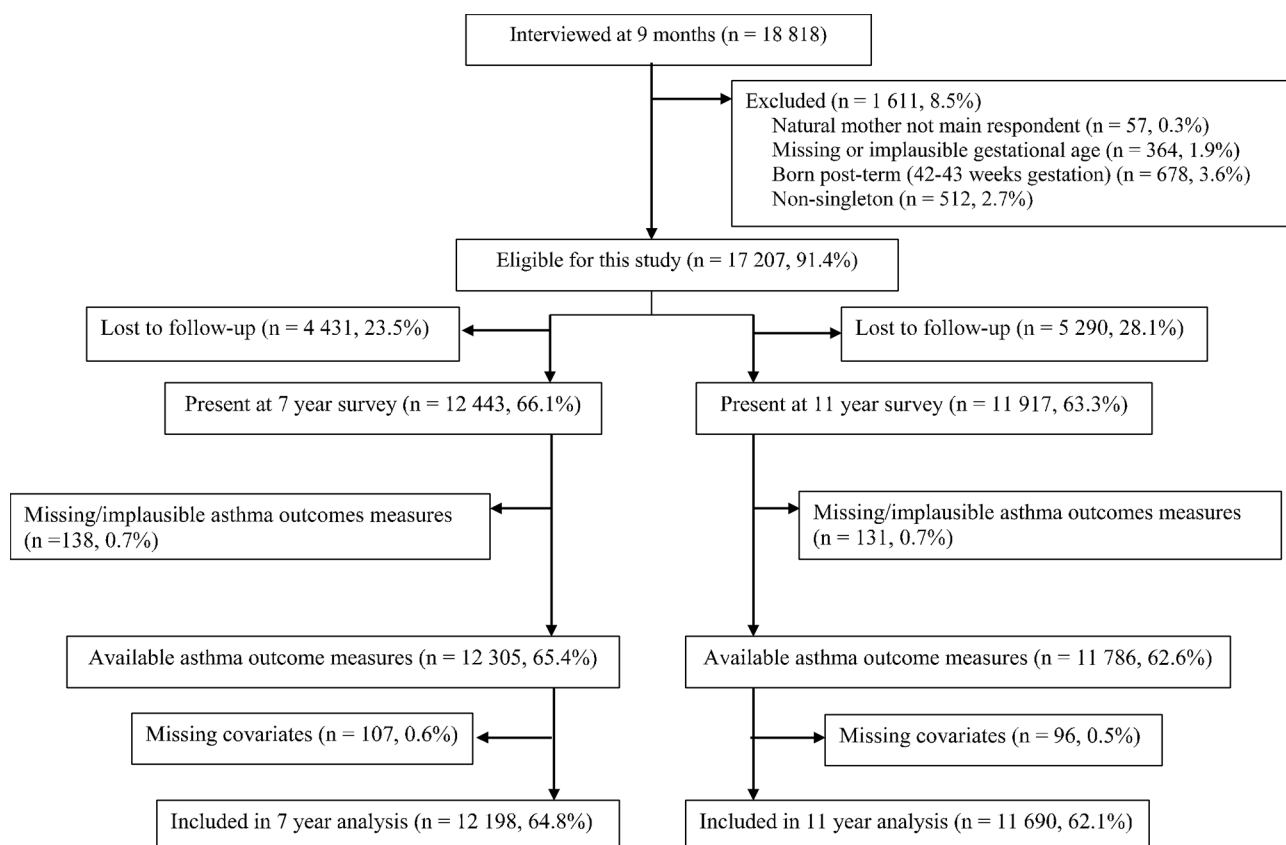 Interviewed at 9 months (n = 18 818)
Excluded (n = 1 611, 8.5%)
Natural mother not main respondent (n = 57, 0.3%)
Missing or implausible gestational age (n = 364, 1.9%)
Born post-term (42-43 weeks gestation) (n = 678, 3.6%)
Non-singleton (n = 512, 2.7%)
Eligible for this study (n = 17 207, 91.4%)
Lost to follow-up (n = 4 431, 23.5%)
Lost to follow-up (n = 5 290, 28.1%)
Present at 7 year survey (n = 12 443, 66.1%)
Present at 11 year survey (n = 11 917, 63.3%)
Missing/implausible asthma outcomes measures
(n =138, 0.7%)
Missing/implausible asthma outcomes measures
(n = 131, 0.7%)
Available asthma outcome measures (n = 12 305, 65.4%)
Available asthma outcome measures (n = 11 786, 62.6%)
Missing covariates (n = 107, 0.6%)
Missing covariates (n = 96, 0.5%)
Included in 7 year analysis (n = 12 198, 64.8%)
Included in 11 year analysis (n = 11 690, 62.1%)